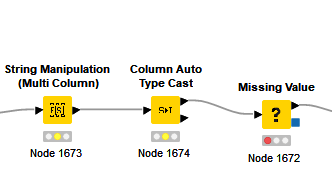 String Manipulation
(Multi Column)
Column Auto
Type Cast
Missing Value
[S]
S▸I
?
Node 1673
Node 1674
Node 1672